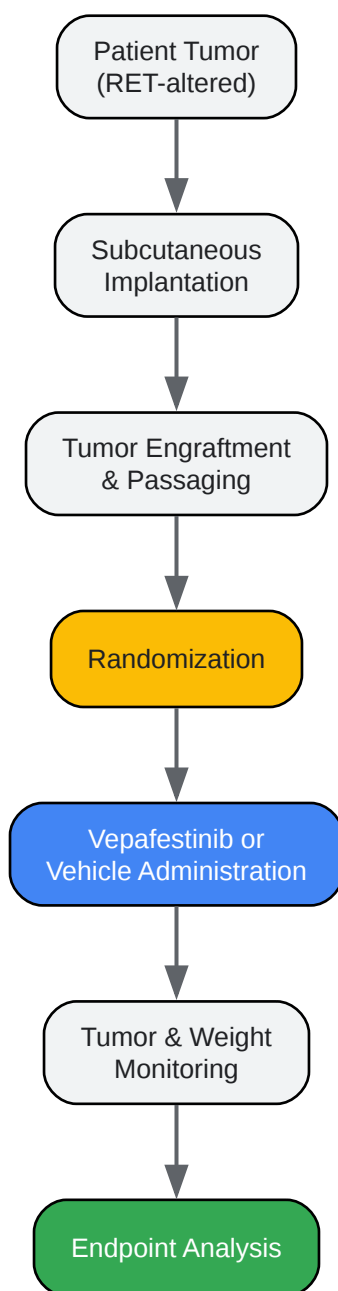 Patient Tumor
(RET-altered)
Subcutaneous
Implantation
Tumor Engraftment
& Passaging
Randomization
Vepafestinib or
Vehicle Administration
Tumor & Weight
Monitoring
Endpoint Analysis